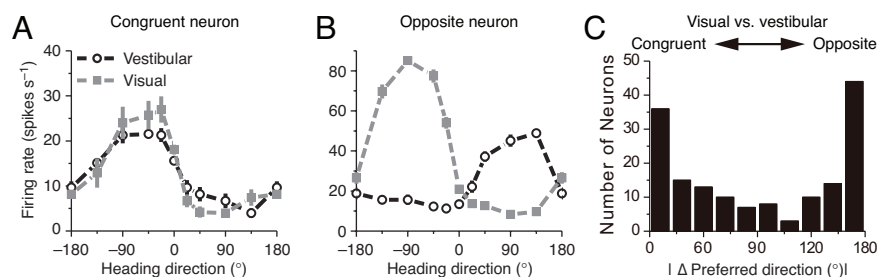 A
Congruent neuron
Vestibular
Visual
Firing rate (spikes s⁻¹)
40
30
20
10
0
−180
−90
0
90
180
Heading direction (°)
B
Opposite neuron
80
60
40
20
0
−180
−90
0
90
180
Heading direction (°)
C
Visual vs. vestibular
Congruent
Opposite
Number of Neurons
50
40
30
20
10
0
0
60
90
120
180
| Δ Preferred direction (°)|